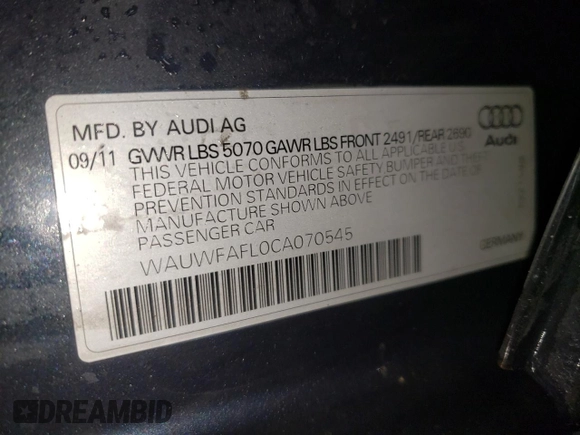 MFD. BY AUDI AG
09/11 GVWR LBS 5070 GAWR LBS FRONT 2491/REAR 2690
THIS VEHICLE CONFORMS TO ALL APPLICABLE U.S.
FEDERAL MOTOR VEHICLE SAFETY, BUMPER AND THEFT
PREVENTION STANDARDS IN EFFECT ON THE DATE OF
MANUFACTURE SHOWN ABOVE
PASSENGER CAR
WAUWFAFL0CA070545
Audi
GERMANY
DREAMBID